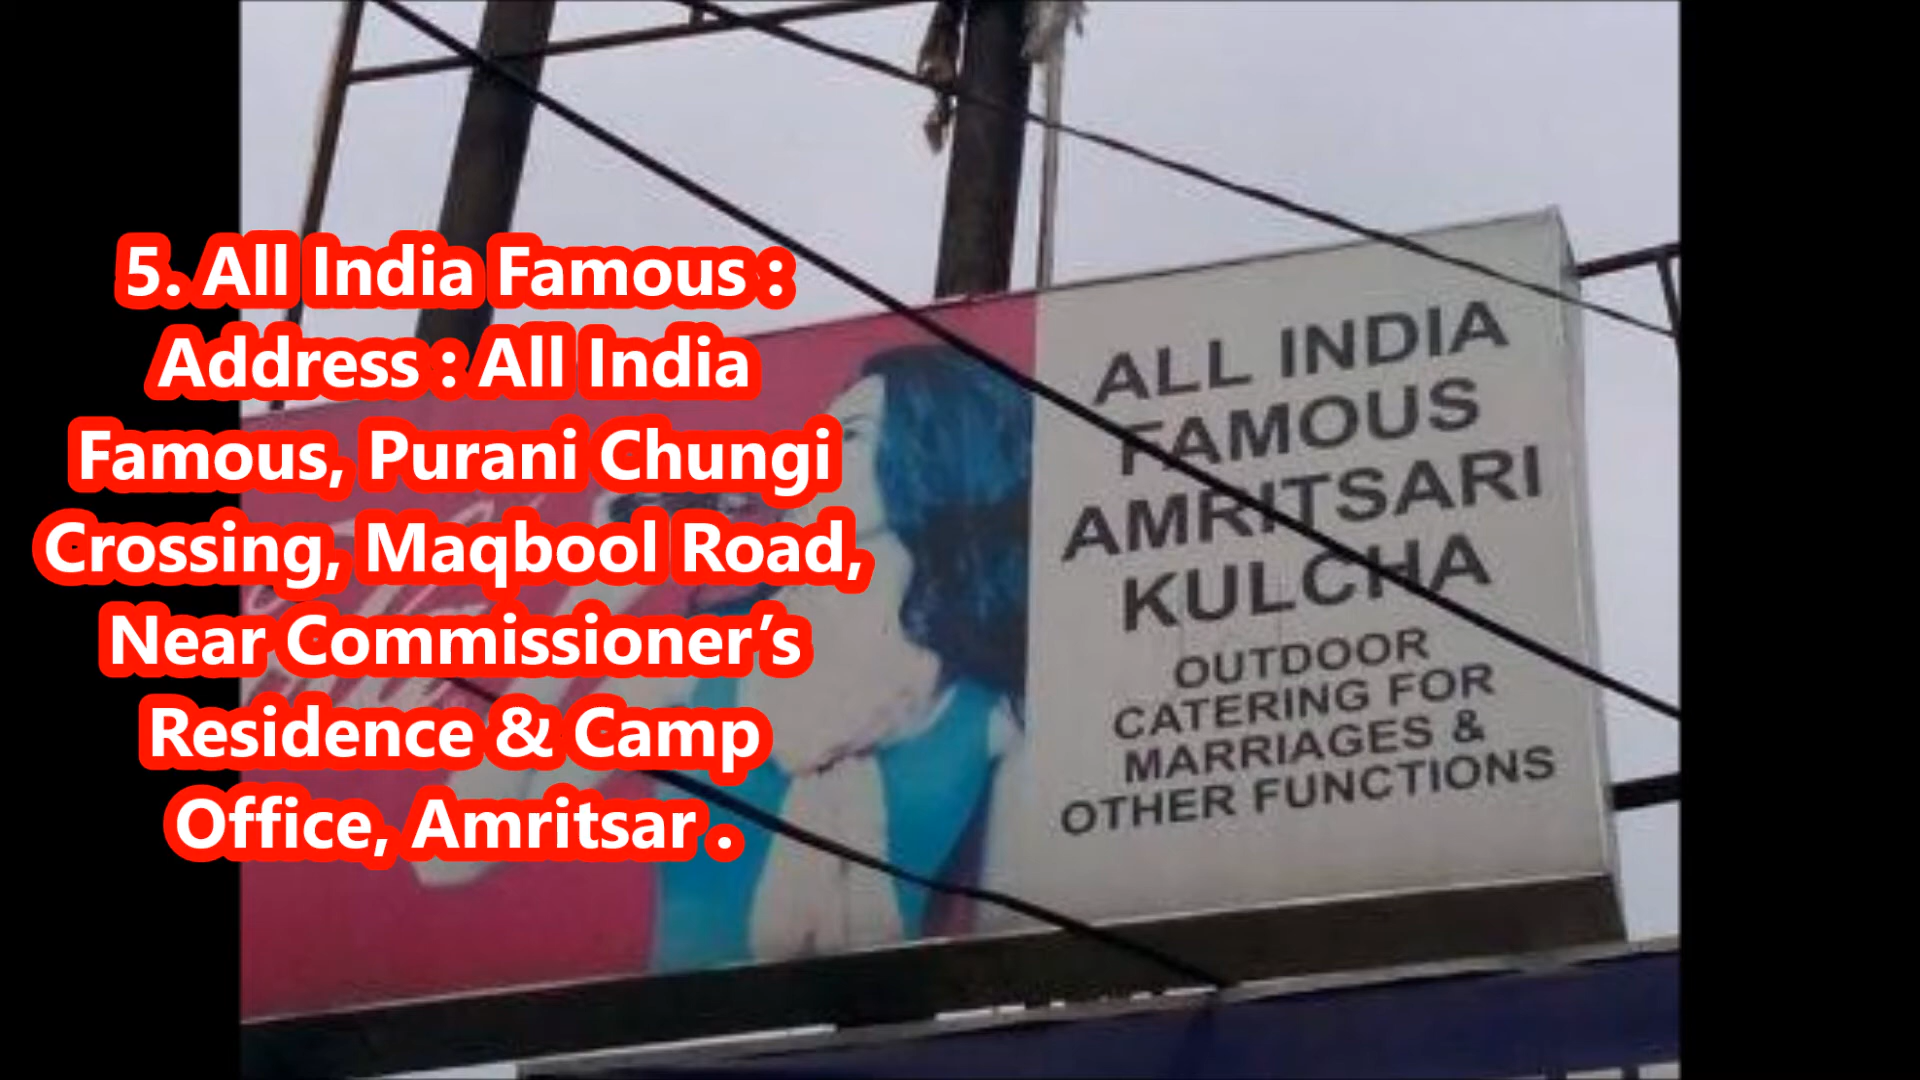 5. All India Famous :
Address : All India
Famous, Purani Chungi
Crossing, Maqbool Road,
Near Commissioner’s
Residence & Camp
Office, Amritsar .
ALL INDIA
FAMOUS
AMRITSARI
KULCHA
OUTDOOR
CATERING FOR
MARRIAGES &
OTHER FUNCTIONS